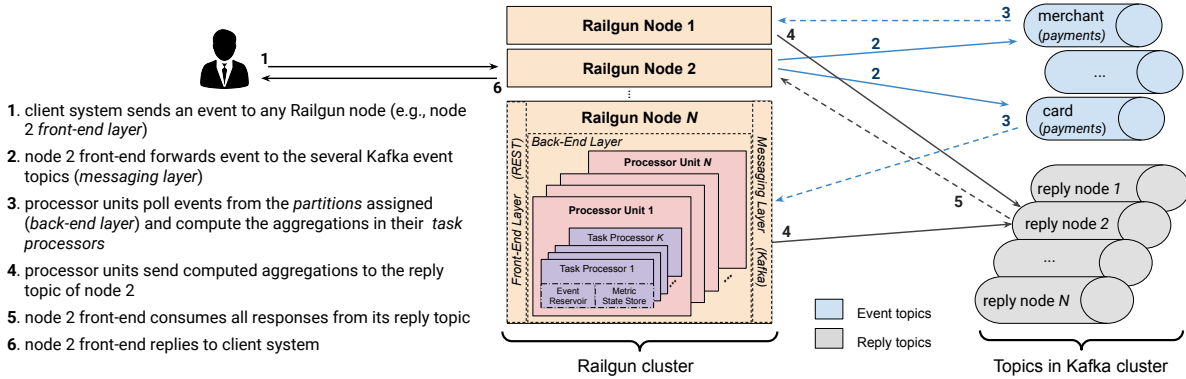 1. client system sends an event to any Railgun node (e.g., node
2 front-end layer)
2. node 2 front-end forwards event to the several Kafka event
topics (messaging layer)
3. processor units poll events from the partitions assigned
(back-end layer) and compute the aggregations in their task
processors
4. processor units send computed aggregations to the reply
topic of node 2
5. node 2 front-end consumes all responses from its reply topic
6. node 2 front-end replies to client system
1
6
Railgun Node 1
Railgun Node 2
...
Railgun Node N
Front-End Layer (REST)
Back-End Layer
Processor Unit N
Processor Unit 1
...
Task Processor K
...
Task Processor 1
Event
Reservoir
Metric
State Store
Messaging Layer (Kafka)
Railgun cluster
3
4
2
2
3
5
4
merchant
(payments)
...
card
(payments)
reply node 1
reply node 2
...
reply node N
Event topics
Reply topics
Topics in Kafka cluster